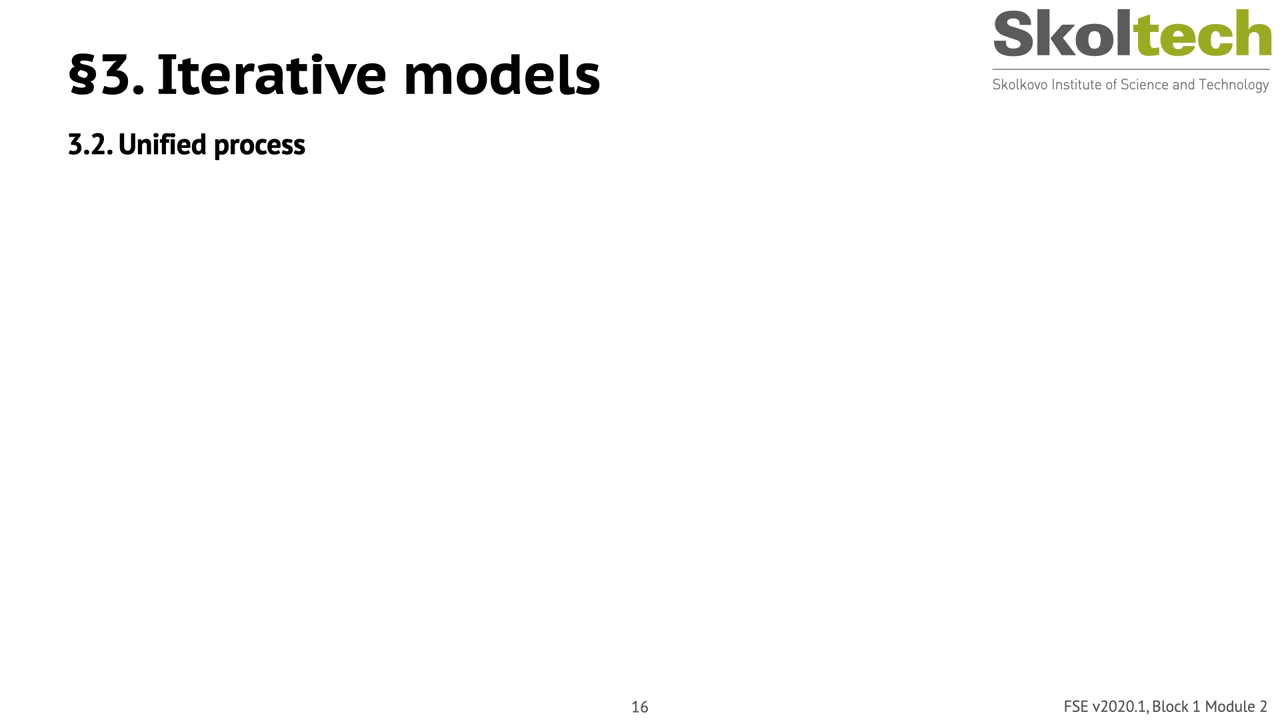 Skoltech
Skolkovo Institute of Science and Technology
§3. Iterative models
3.2. Unified process
16
FSE v2020.1, Block 1 Module 2